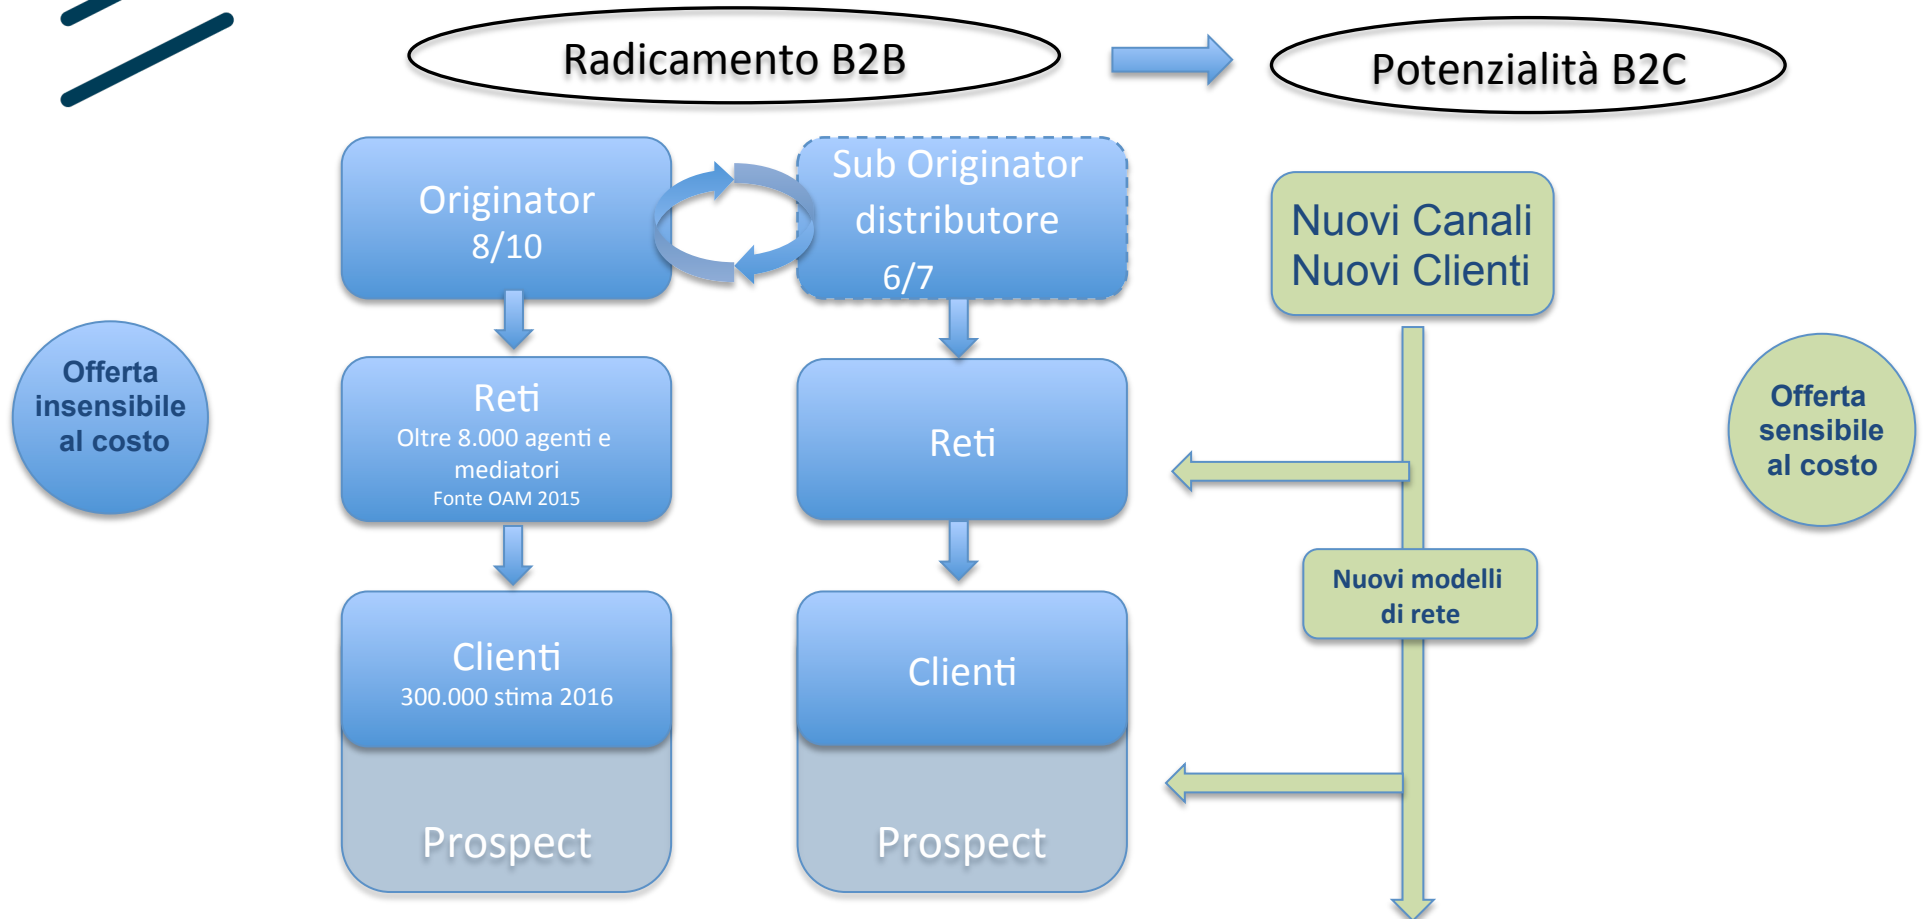 Radicamento B2B
Potenzialità B2C
Originator
8/10
Sub Originator
distributore
6/7
Nuovi Canali
Nuovi Clienti
Offerta
insensibile
al costo
Reti
Oltre 8.000 agenti e
mediatori
Fonte OAM 2015
Reti
Offerta
sensibile
al costo
Nuovi modelli
di rete
Clienti
300.000 stima 2016
Clienti
Prospect
Prospect